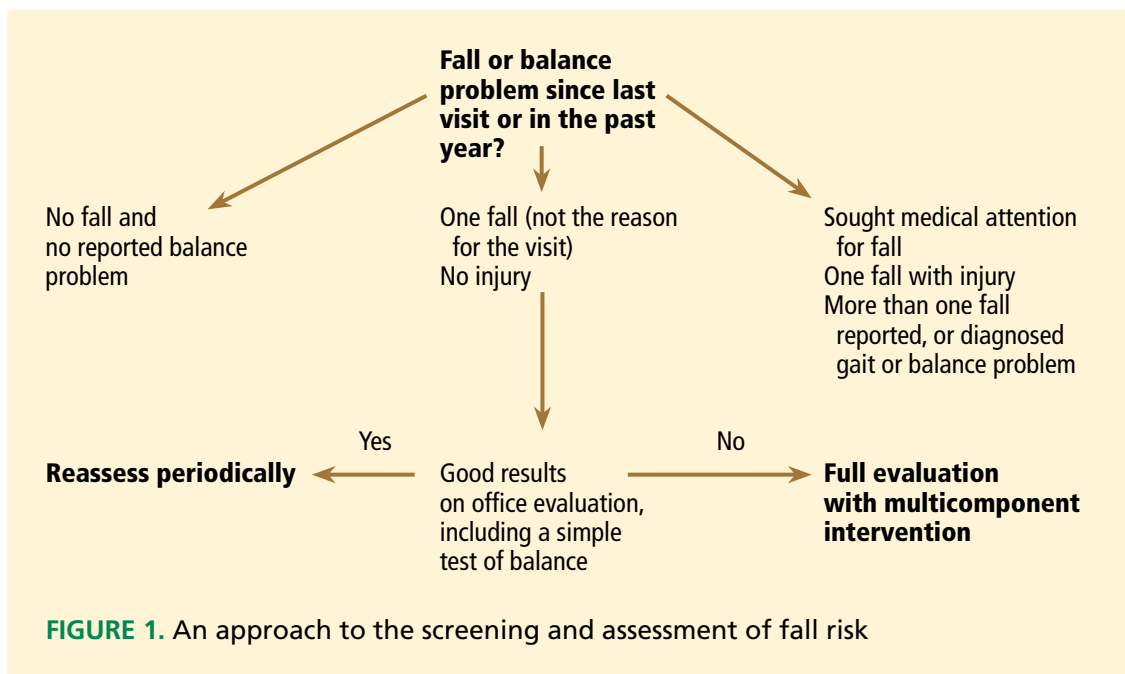 Fall or balance
problem since last
visit or in the past
year?
No fall and
no reported balance
problem
One fall (not the reason
for the visit)
No injury
Sought medical attention
for fall
One fall with injury
More than one fall
reported, or diagnosed
gait or balance problem
Yes
No
Reassess periodically
Good results
on office evaluation,
including a simple
test of balance
Full evaluation
with multicomponent
intervention
FIGURE 1. An approach to the screening and assessment of fall risk